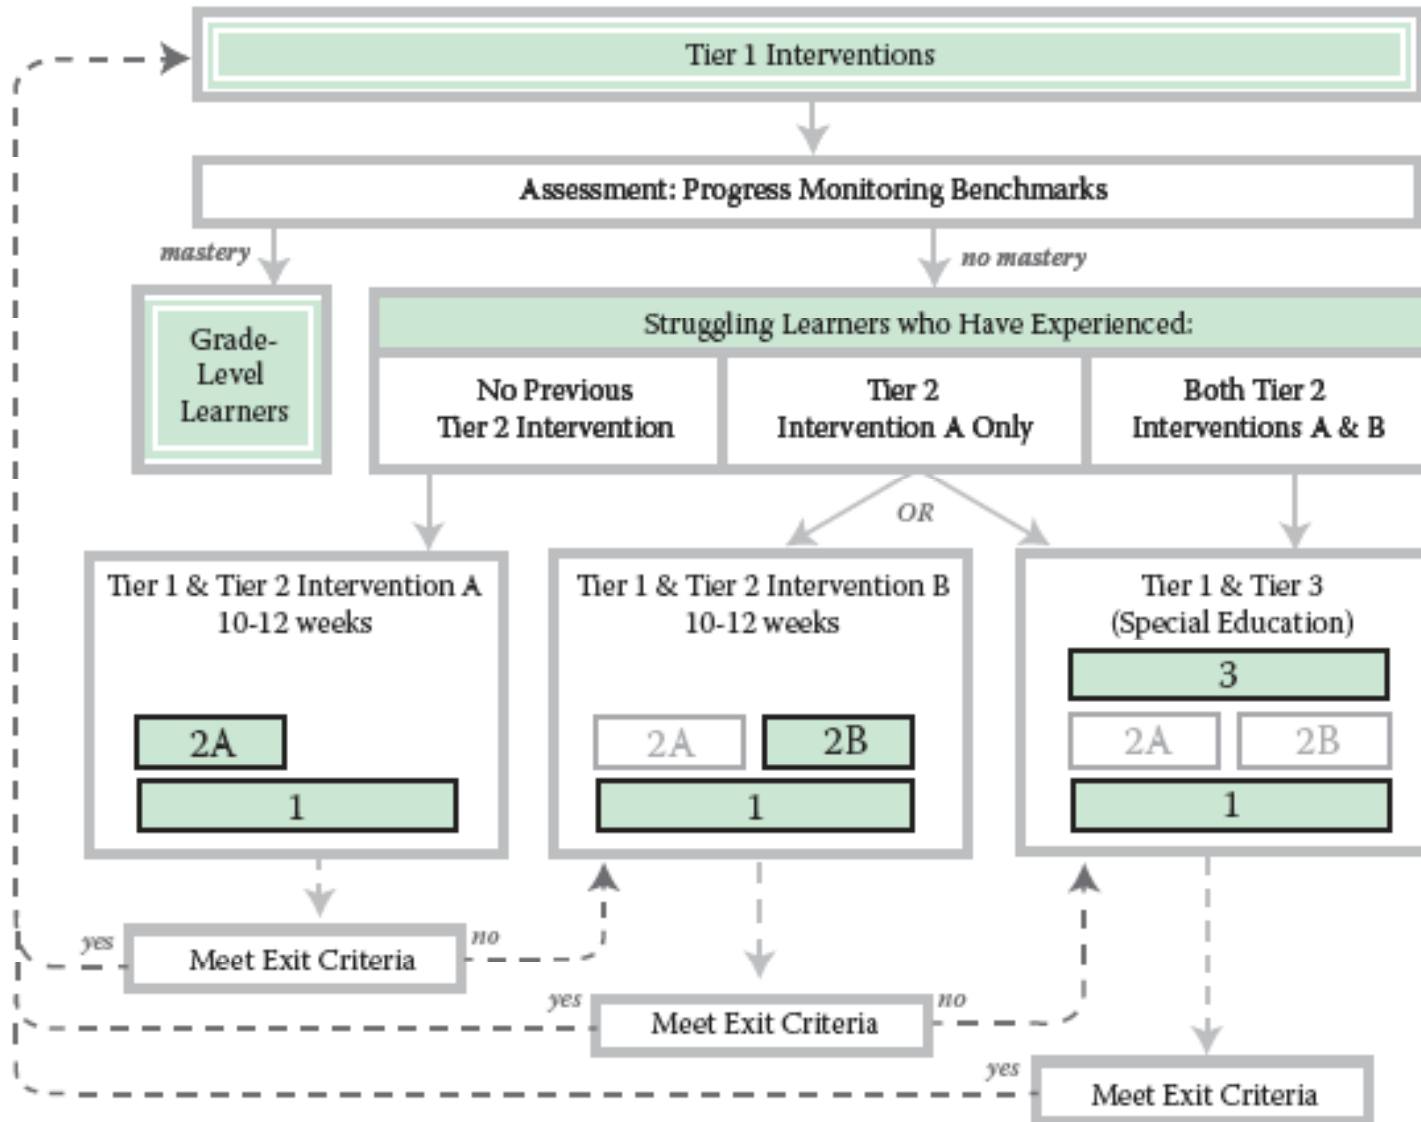 Tier 1 Interventions
Assessment: Progress Monitoring Benchmarks
mastery
no mastery
Grade-
Level
Learners
Struggling Learners who Have Experienced:
No Previous
Tier 2 Intervention
Tier 2
Intervention A Only
Both Tier 2
Interventions A & B
OR
Tier 1 & Tier 2 Intervention A
10-12 weeks
2A
1
Tier 1 & Tier 2 Intervention B
10-12 weeks
2A
2B
1
Tier 1 & Tier 3
(Special Education)
3
2A
2B
1
yes
Meet Exit Criteria
no
yes
Meet Exit Criteria
no
yes
Meet Exit Criteria